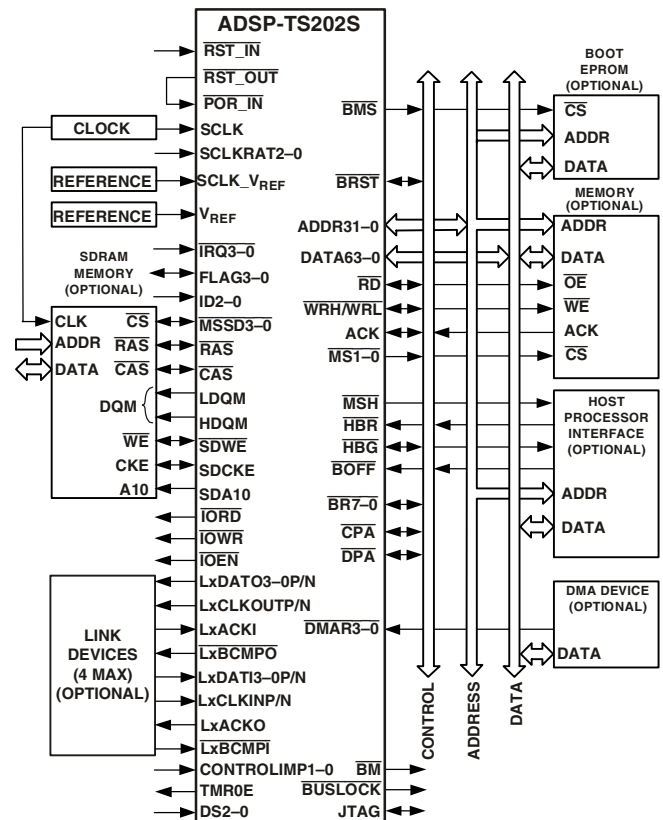 ADSP-TS202S
RST_IN
RST_OUT
POR_IN
CLOCK
SCLK
SCLKRAT2–0
REFERENCE
SCLK_VREF
REFERENCE
VREF
IRQ3–0
SDRAM
MEMORY
(OPTIONAL)
FLAG3–0
ID2–0
CLK
CS
MSSD3–0
ADDR
RAS
RAS
DATA
CAS
CAS
DQM
LDQM
HDQM
WE
SDWE
CKE
SDCKE
A10
SDA10
IORD
IOWR
IOEN
LINK
DEVICES
(4 MAX)
(OPTIONAL)
LxDATO3–0P/N
LxCLKOUTP/N
LxACKI
LxBCMPO
LxDATI3–0P/N
LxCLKINP/N
LxACKO
LxBCMPI
CONTROLIMP1–0
TMR0E
DS2–0
BMS
BRST
ADDR31–0
DATA63–0
RD
WRH/WRL
ACK
MS1–0
MSH
HBR
HBG
BOFF
BR7–0
CPA
DPA
DMAR3–0
BM
BUSLOCK
JTAG
CONTROL
ADDRESS
DATA
BOOT
EPROM
(OPTIONAL)
CS
ADDR
DATA
MEMORY
(OPTIONAL)
ADDR
DATA
OE
WE
ACK
CS
HOST
PROCESSOR
INTERFACE
(OPTIONAL)
ADDR
DATA
DMA DEVICE
(OPTIONAL)
DATA